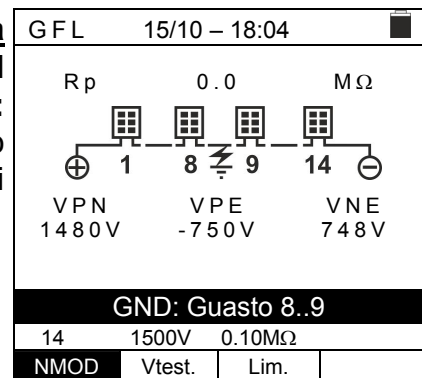 GFL 15/10 – 18:04
Rp 0.0 MΩ
1 8 9 14
VPN VPE VNE
1480V -750V 748V
GND: Guasto 8..9
14 1500V 0.10MΩ
NMOD Vtest. Lim.